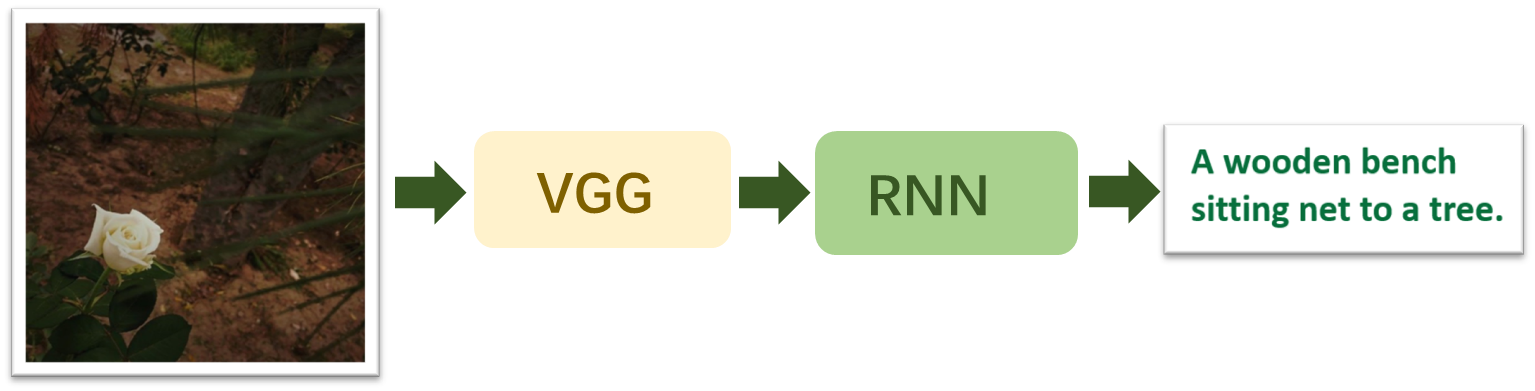 VGG
RNN
A wooden bench
sitting net to a tree.